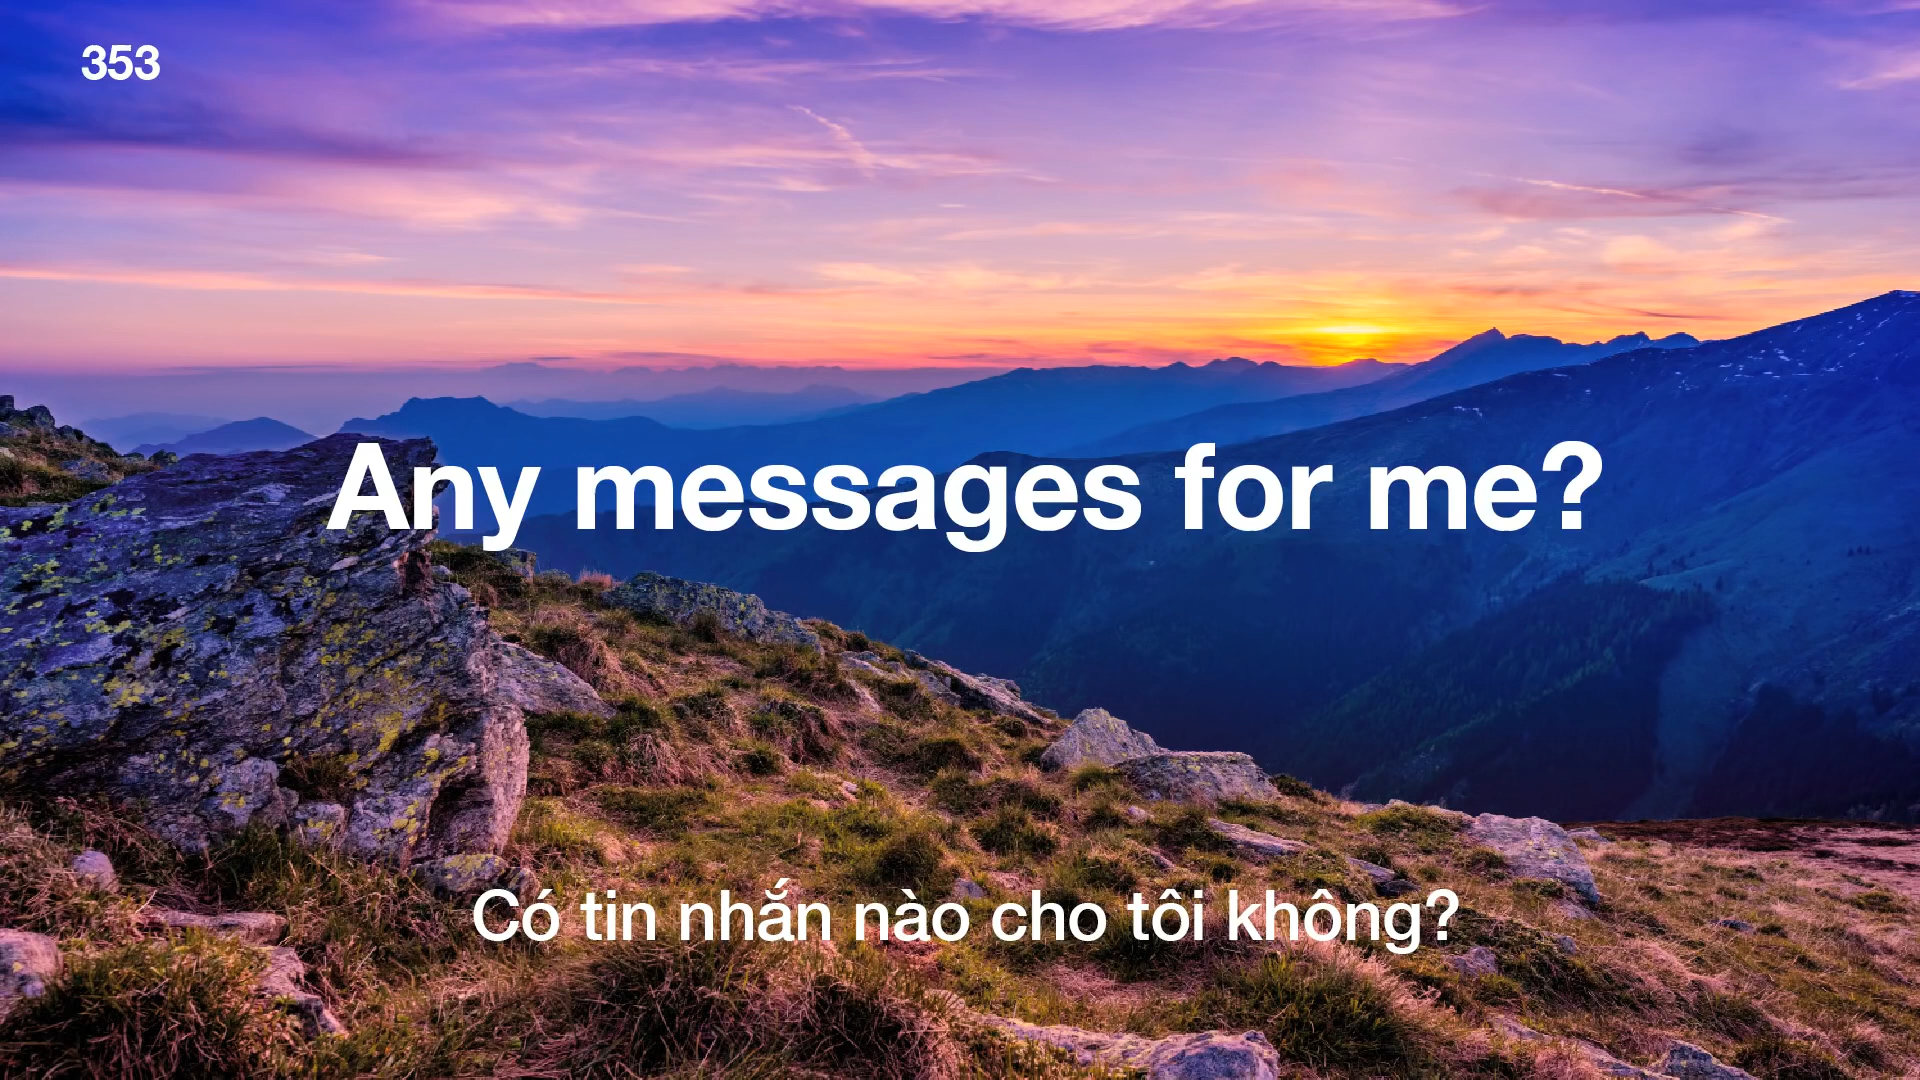 353
Any messages for me?
Có tin nhắn nào cho tôi không?